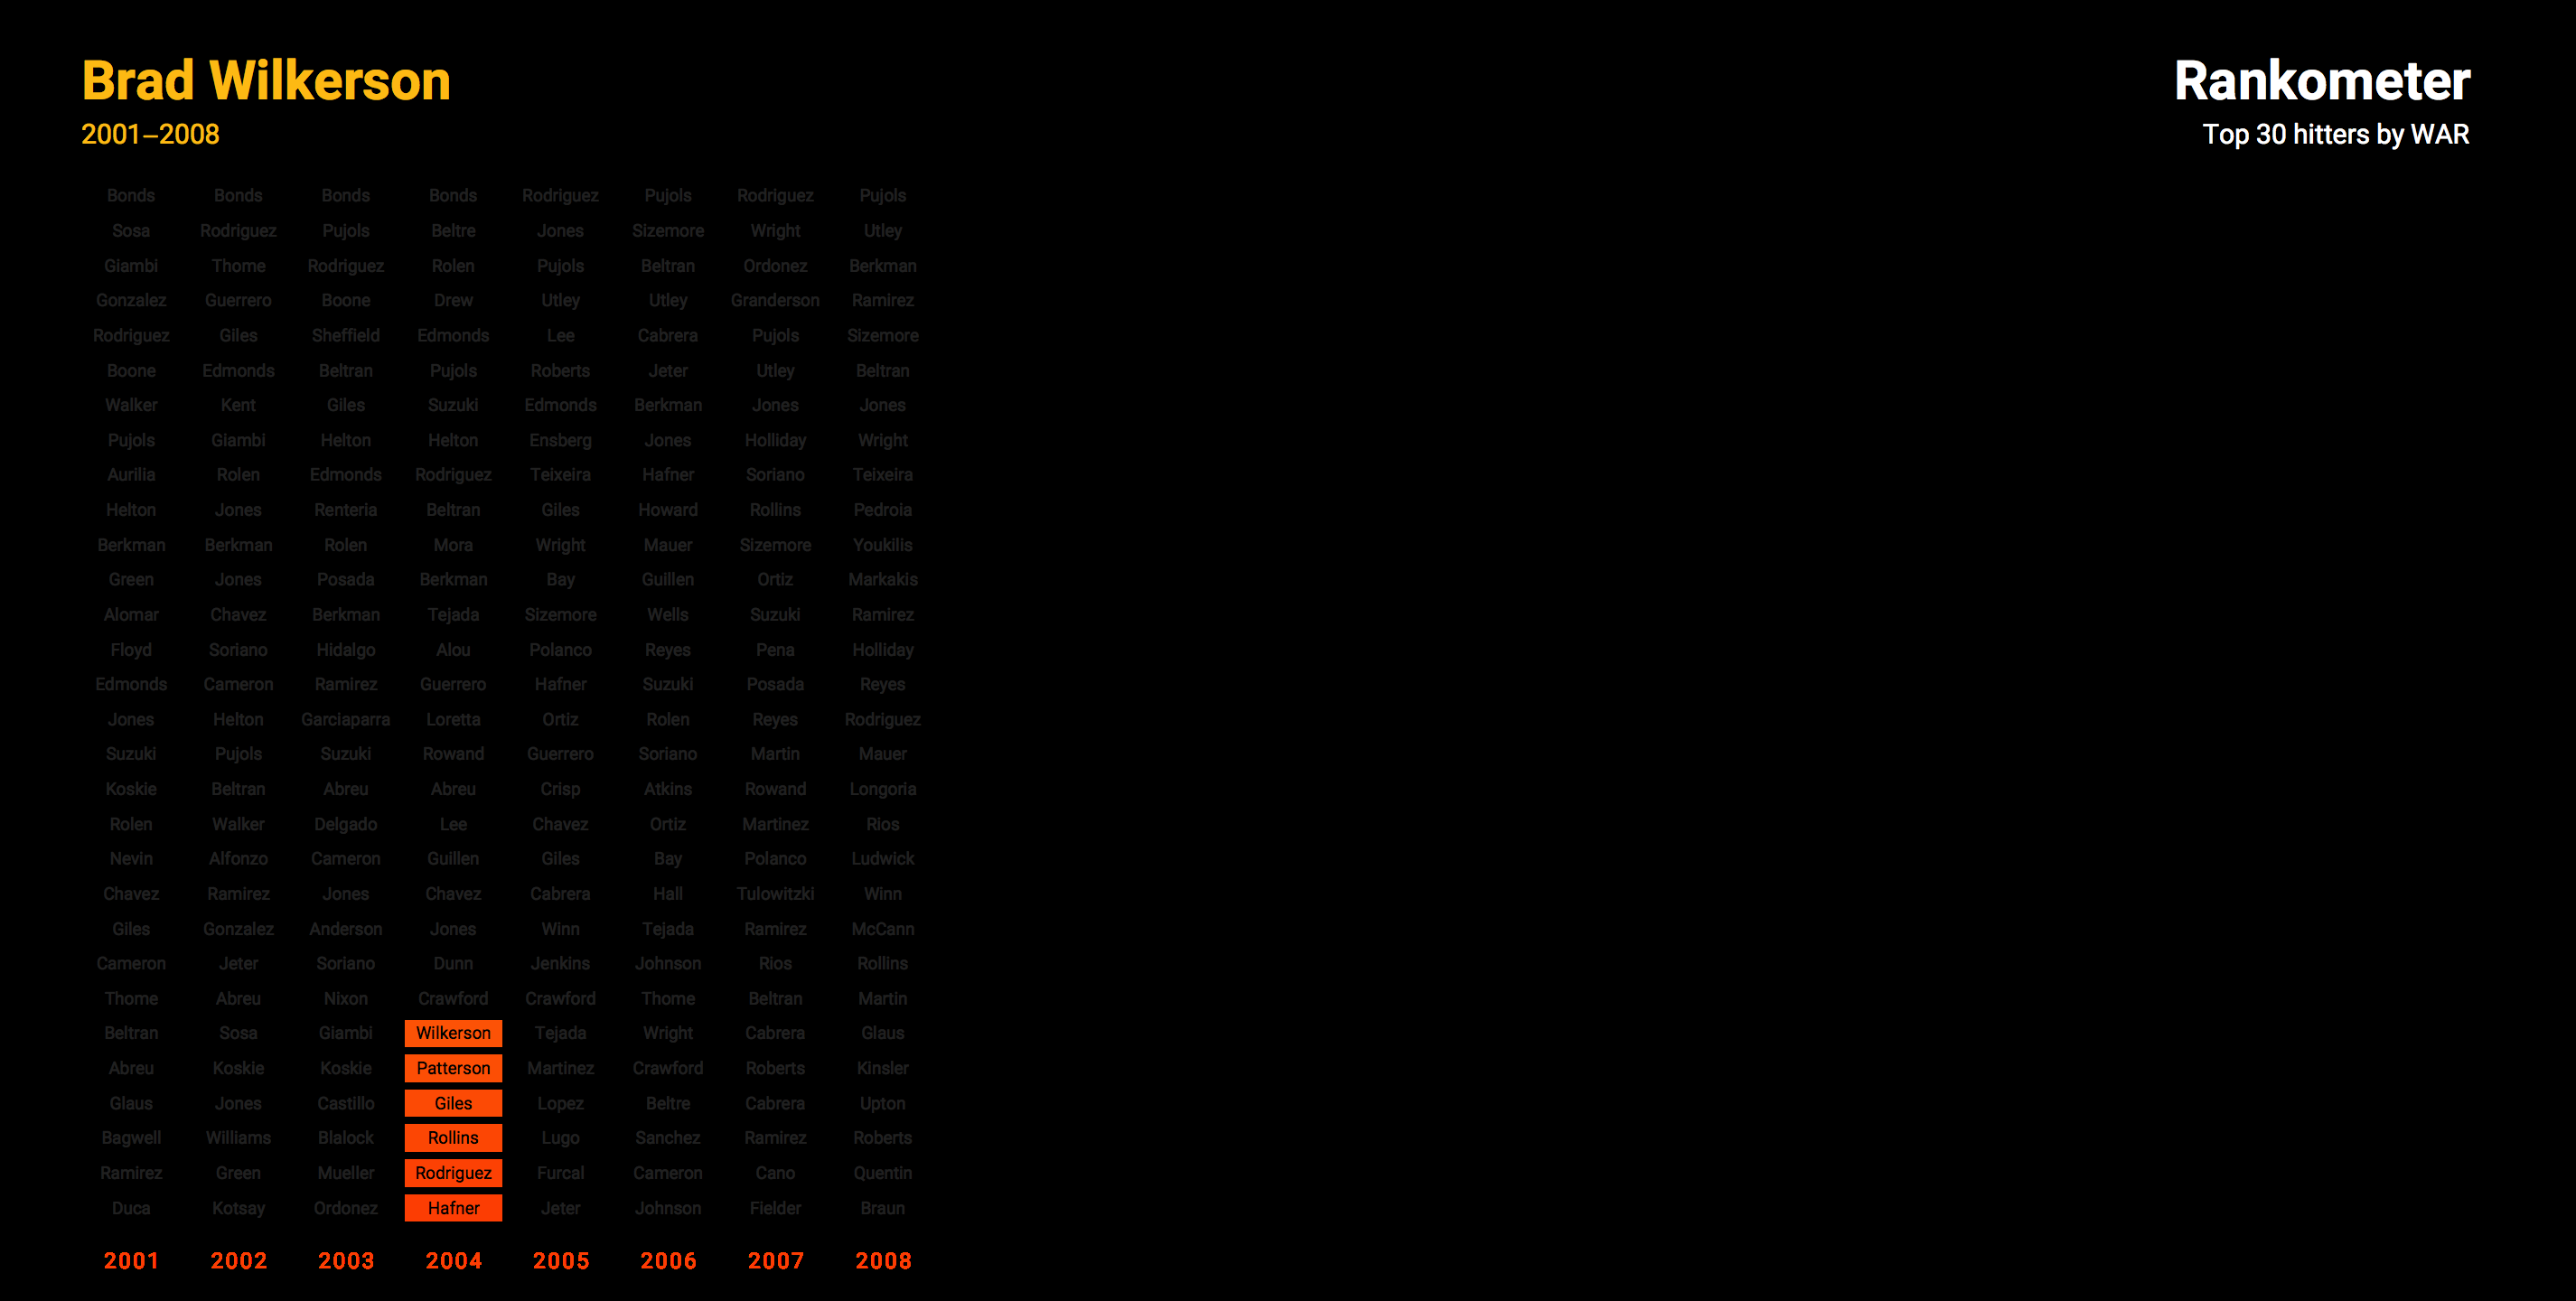 Brad Wilkerson
2001–2008
Rankometer
Top 30 hitters by WAR
Bonds Bonds Bonds Bonds Rodriguez Pujols Rodriguez Pujols
Sosa Rodriguez Pujols Beltre Jones Sizemore Wright Utley
Giambi Thome Rodriguez Rolen Pujols Beltran Ordonez Berkman
Gonzalez Guerrero Boone Drew Utley Utley Granderson Ramirez
Rodriguez Giles Sheffield Edmonds Lee Cabrera Pujols Sizemore
Boone Edmonds Beltran Pujols Roberts Jeter Utley Beltran
Walker Kent Giles Suzuki Edmonds Berkman Jones Jones
Pujols Giambi Helton Helton Ensberg Jones Holliday Wright
Aurilia Rolen Edmonds Rodriguez Teixeira Hafner Soriano Teixeira
Helton Jones Renteria Beltran Giles Howard Rollins Pedroia
Berkman Berkman Rolen Mora Wright Mauer Sizemore Youkilis
Green Jones Posada Berkman Bay Guillen Ortiz Markakis
Alomar Chavez Berkman Tejada Sizemore Wells Suzuki Ramirez
Floyd Soriano Hidalgo Alou Polanco Reyes Pena Holliday
Edmonds Cameron Ramirez Guerrero Hafner Suzuki Posada Reyes
Jones Helton Garciaparra Loretta Ortiz Rolen Reyes Rodriguez
Suzuki Pujols Suzuki Rowand Guerrero Soriano Martin Mauer
Koskie Beltran Abreu Abreu Crisp Atkins Rowand Longoria
Rolen Walker Delgado Lee Chavez Ortiz Martinez Rios
Nevin Alfonzo Cameron Guillen Giles Bay Polanco Ludwick
Chavez Ramirez Jones Chavez Cabrera Hall Tulowitzki Winn
Giles Gonzalez Anderson Jones Winn Tejada Ramirez McCann
Cameron Jeter Soriano Dunn Jenkins Johnson Rios Rollins
Thome Abreu Nixon Crawford Crawford Thome Beltran Martin
Beltran Sosa Giambi Wilkerson Tejada Wright Cabrera Glaus
Abreu Koskie Koskie Patterson Martinez Crawford Roberts Kinsler
Glaus Jones Castillo Giles Lopez Beltre Cabrera Upton
Bagwell Williams Blalock Rollins Lugo Sanchez Ramirez Roberts
Ramirez Green Mueller Rodriguez Furcal Cameron Cano Quentin
Duca Kotsay Ordonez Hafner Jeter Johnson Fielder Braun
2001 2002 2003 2004 2005 2006 2007 2008